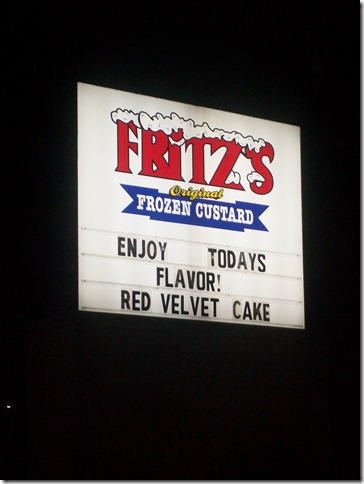 FRITZ'S
Original
FROZEN CUSTARD
ENJOY TODAYS
FLAVOR!
RED VELVET CAKE